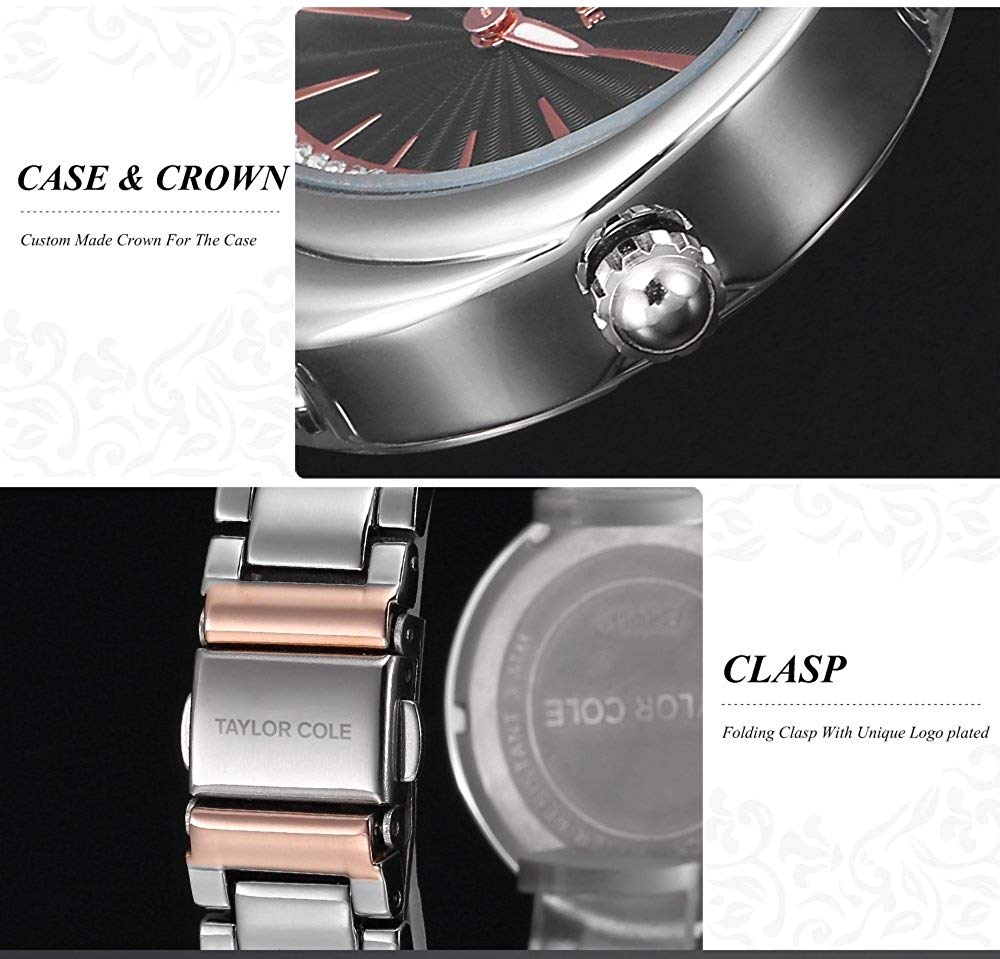 CASE & CROWN
Custom Made Crown For The Case
TAYLOR COLE
CLASP
Folding Clasp With Unique Logo plated